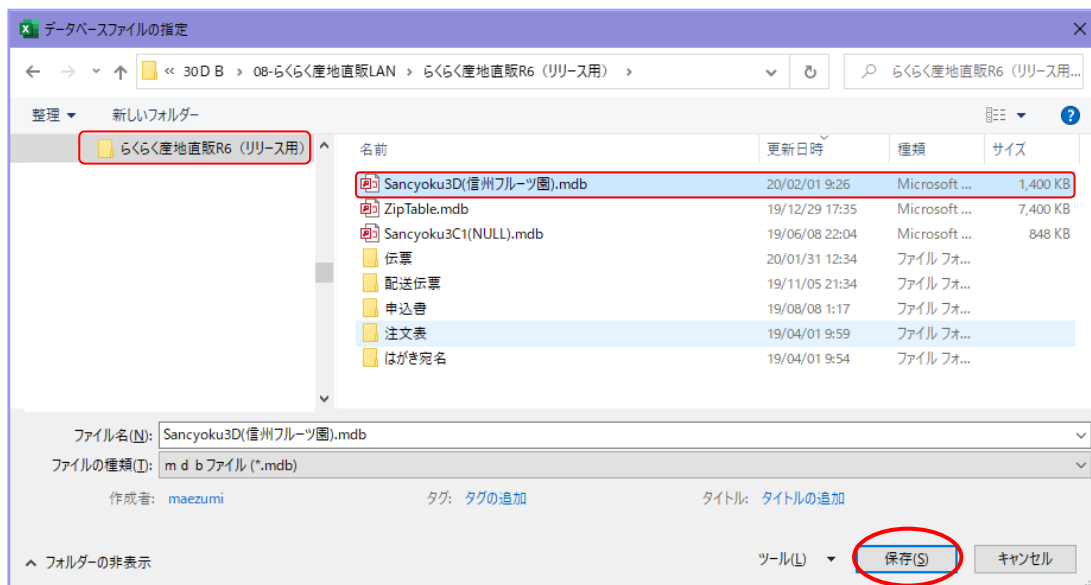 データベースファイルの指定
« 30ＤＢ › 08-らくらく産地直販LAN › らくらく産地直販R6（リリース用） ›
らくらく産地直販R6（リリース用...
整理 新しいフォルダー
らくらく産地直販R6（リリース用）
名前 更新日時 種類 サイズ
Sancyoku3D(信州フルーツ園).mdb 20/02/01 9:26 Microsoft ... 1,400 KB
ZipTable.mdb 19/12/29 17:35 Microsoft ... 7,400 KB
Sancyoku3C1(NULL).mdb 19/06/08 22:04 Microsoft ... 848 KB
伝票 20/01/31 12:34 ファイル フォ...
配送伝票 19/11/05 21:34 ファイル フォ...
申込書 19/08/08 1:17 ファイル フォ...
注文表 19/04/01 9:59 ファイル フォ...
はがき宛名 19/04/01 9:54 ファイル フォ...
ファイル名(N): Sancyoku3D(信州フルーツ園).mdb
ファイルの種類(T): ｍｄｂファイル (*.mdb)
作成者: maezumi タグ: タグの追加 タイトル: タイトルの追加
フォルダーの非表示 ツール(L) 保存(S) キャンセル